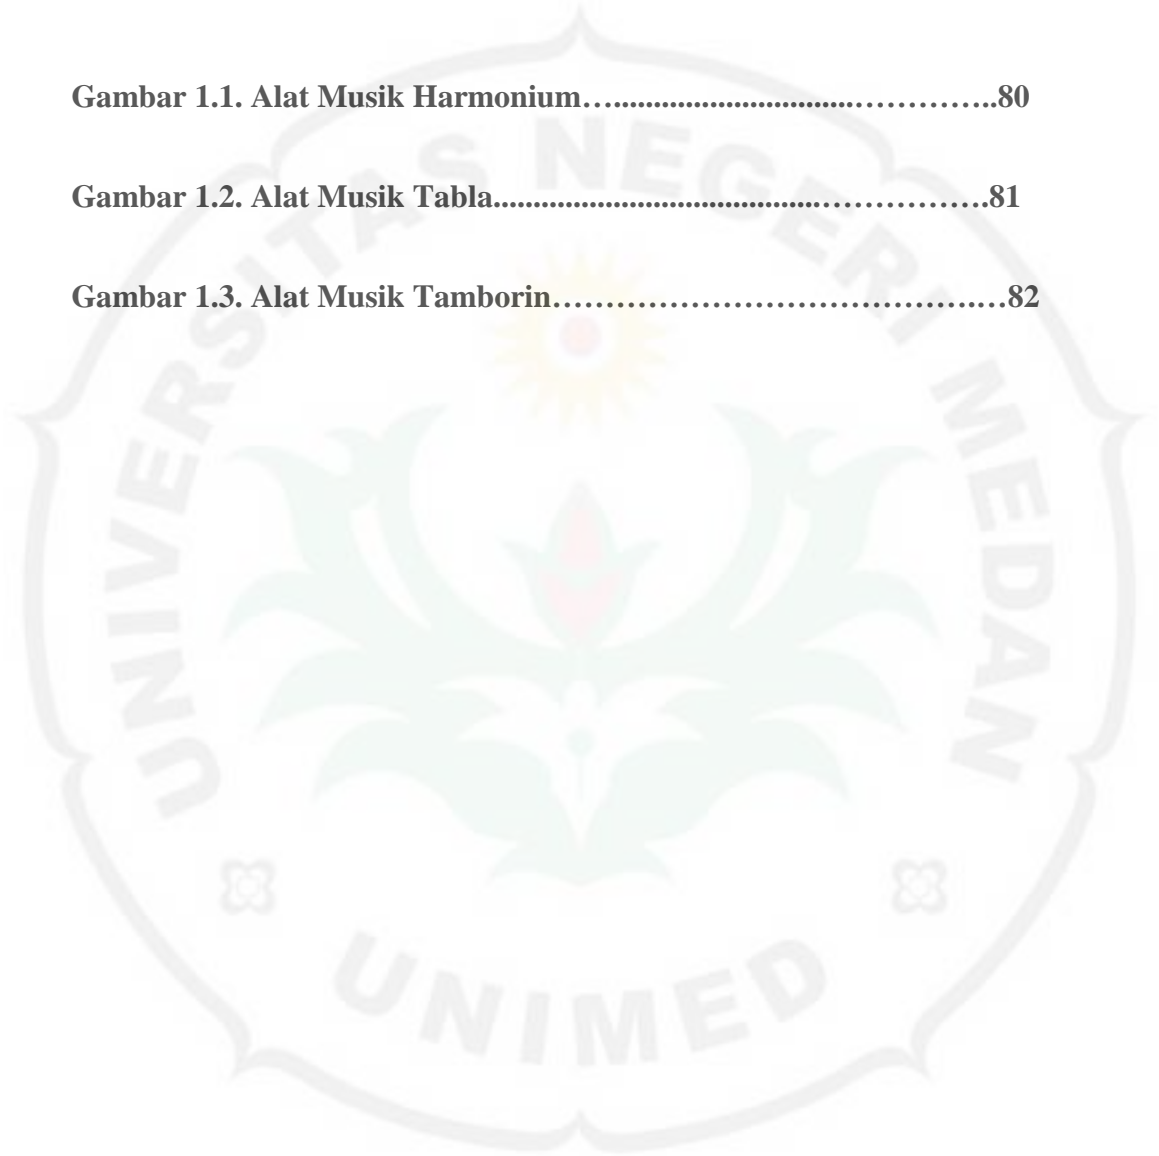 Gambar 1.1. Alat Musik Harmonium….............................…………..80
Gambar 1.2. Alat Musik Tabla.........................................…………….81
Gambar 1.3. Alat Musik Tamborin……………………………….…82
UNIVERSITAS NEGERI MEDAN
UNIMED